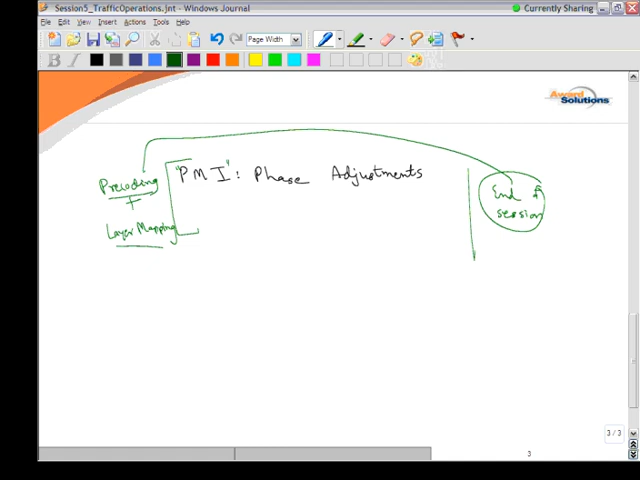 Session5_TrafficOperations.jnt - Windows Journal
Currently Sharing
File Edit View Insert Actions Tools Help
Page Width
B I
Award
Solutions
"PMI": Phase Adjustments
Precoding
+
Layer Mapping
End of
session
3 / 3
3